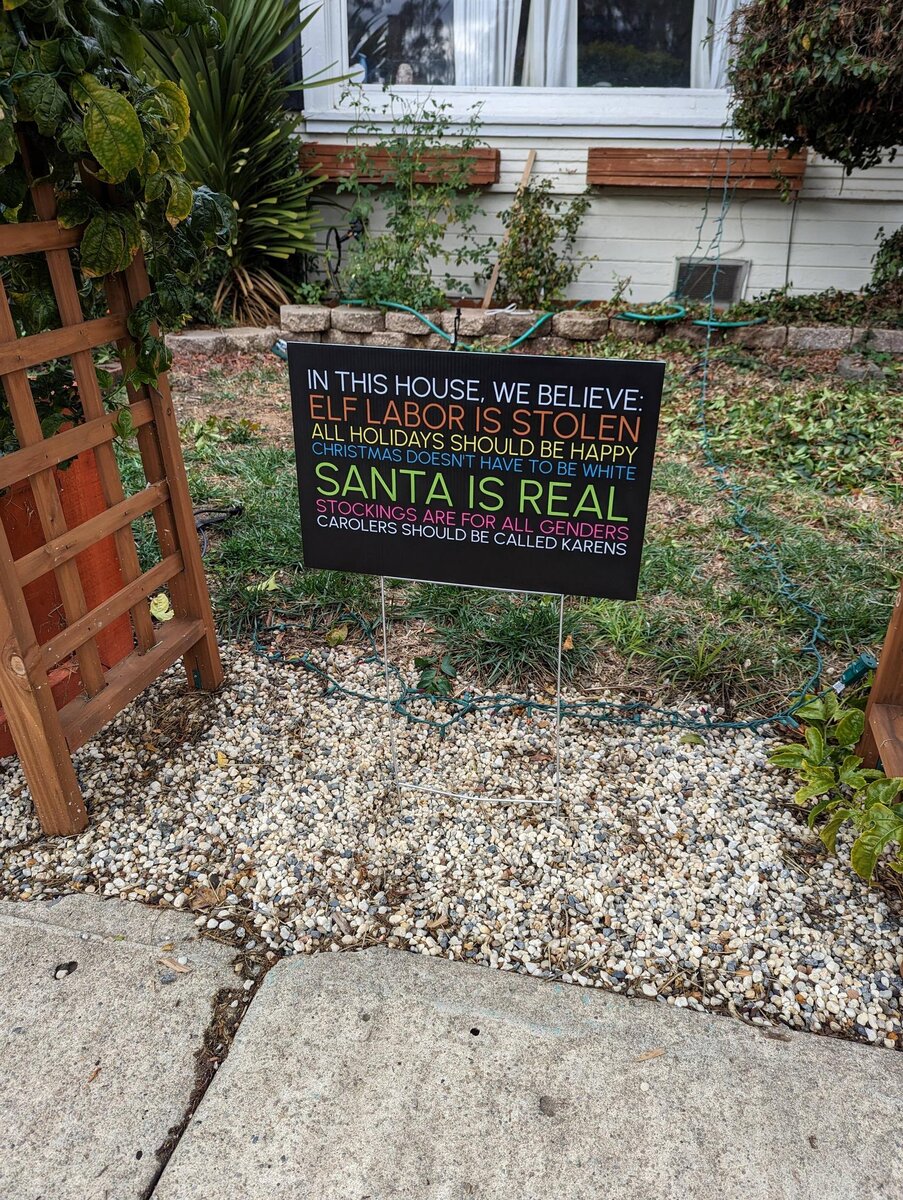 IN THIS HOUSE, WE BELIEVE:
ELF LABOR IS STOLEN
ALL HOLIDAYS SHOULD BE HAPPY
CHRISTMAS DOESN'T HAVE TO BE WHITE
SANTA IS REAL
STOCKINGS ARE FOR ALL GENDERS
CAROLERS SHOULD BE CALLED KARENS